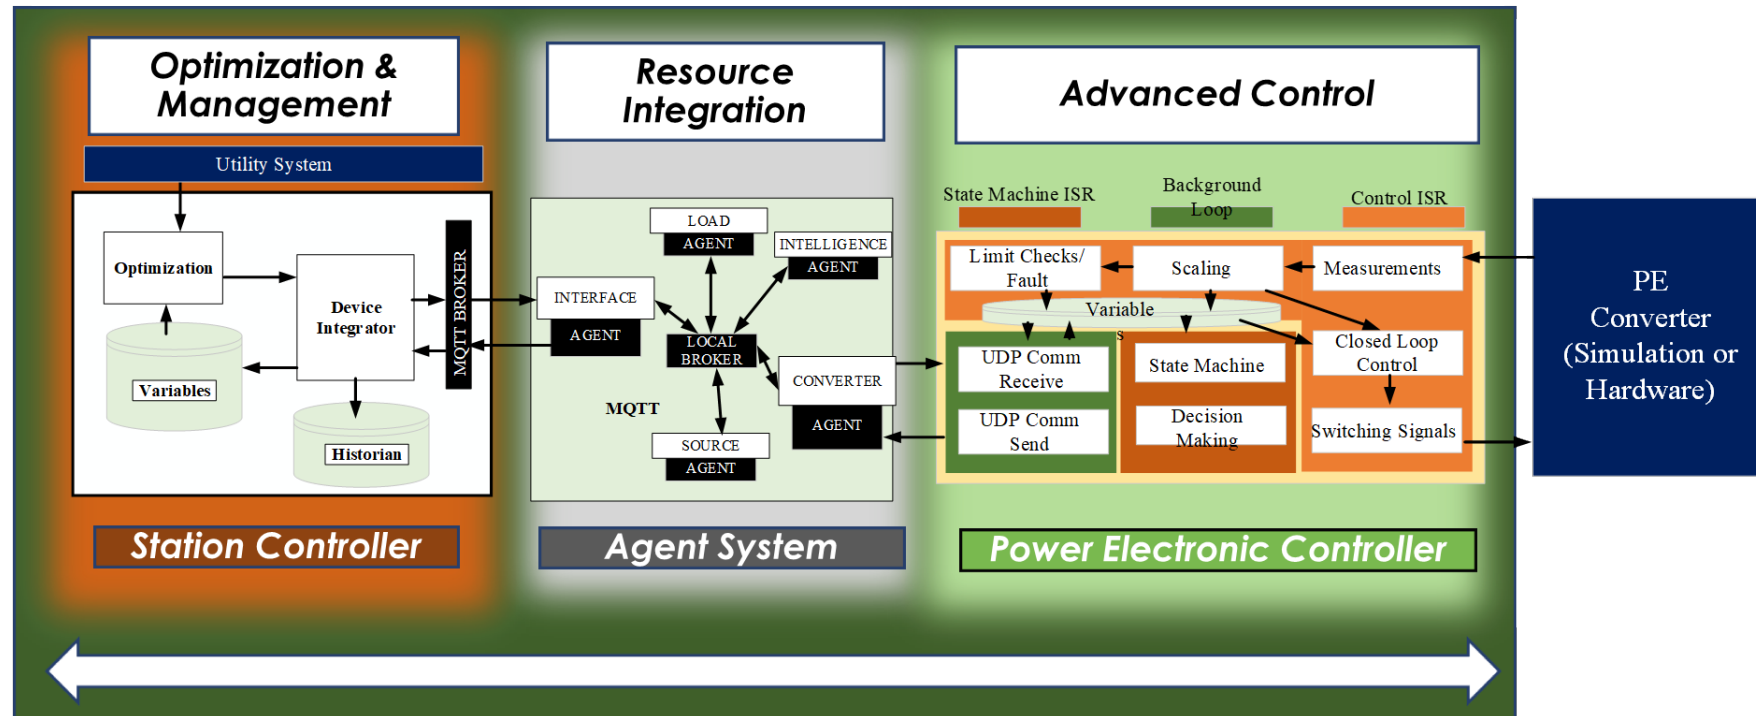 Optimization &
Management
Resource
Integration
Advanced Control
Utility System
Optimization
Device
Integrator
Variables
Historian
MQTT BROKER
LOAD
AGENT
INTELLIGENCE
AGENT
INTERFACE
AGENT
LOCAL
BROKER
CONVERTER
AGENT
MQTT
SOURCE
AGENT
State Machine ISR
Background
Loop
Control ISR
Limit Checks/
Fault
Scaling
Measurements
Variable
s
UDP Comm
Receive
State Machine
Closed Loop
Control
UDP Comm
Send
Decision
Making
Switching Signals
PE
Converter
(Simulation or
Hardware)
Station Controller
Agent System
Power Electronic Controller